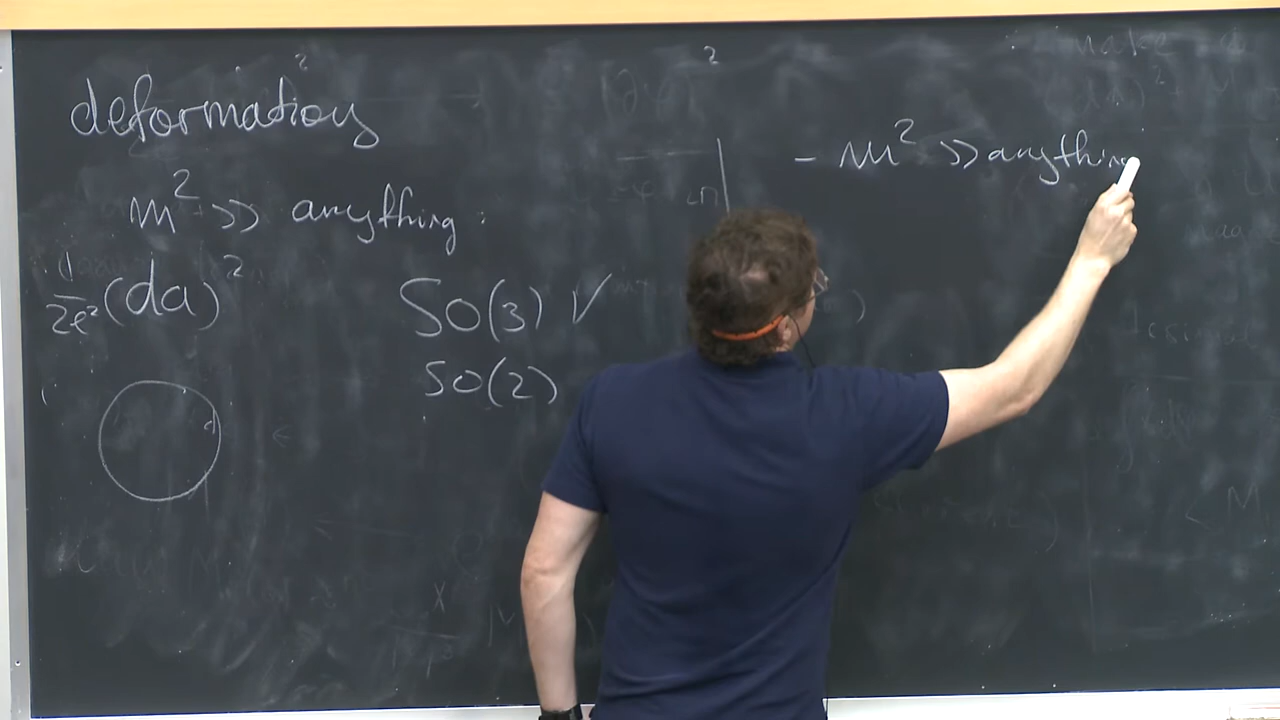 deformation
m² >> anything
1/2e² (da)²
SO(3) ✓
SO(2)
- m² >> anything